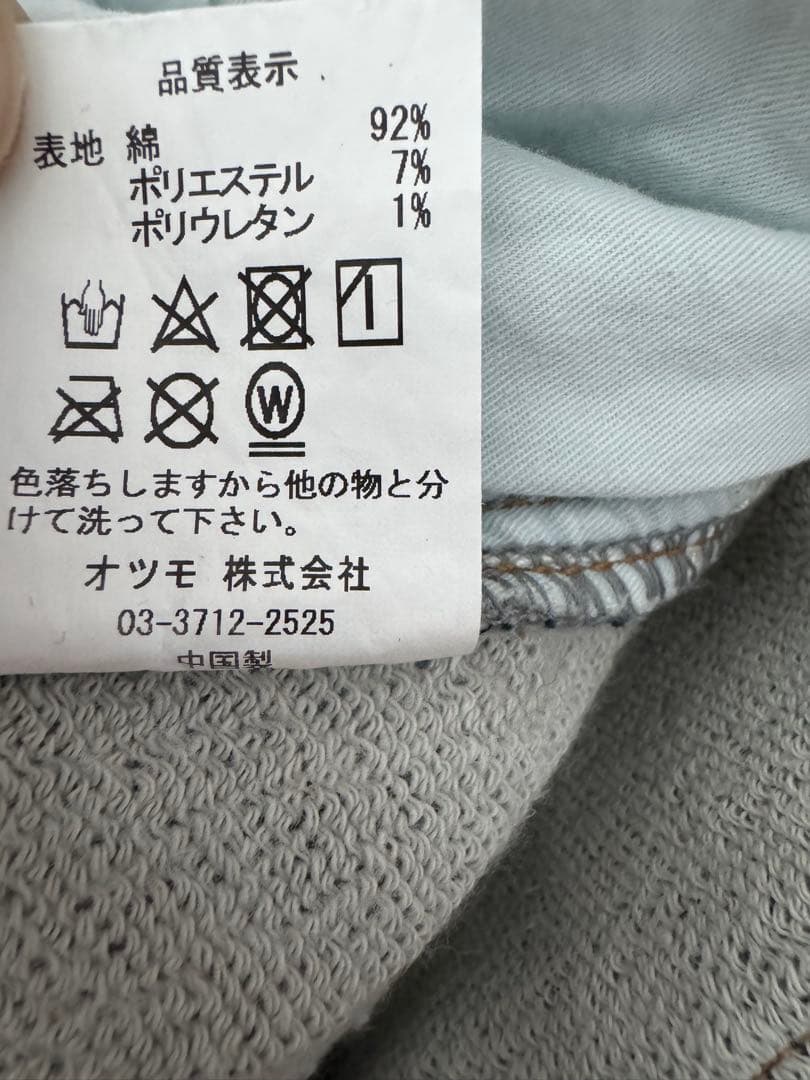 品質表示
表地 綿 92%
ポリエステル 7%
ポリウレタン 1%
W
色落ちしますから他の物と分
けて洗って下さい。
オツモ 株式会社
03-3712-2525
中国製